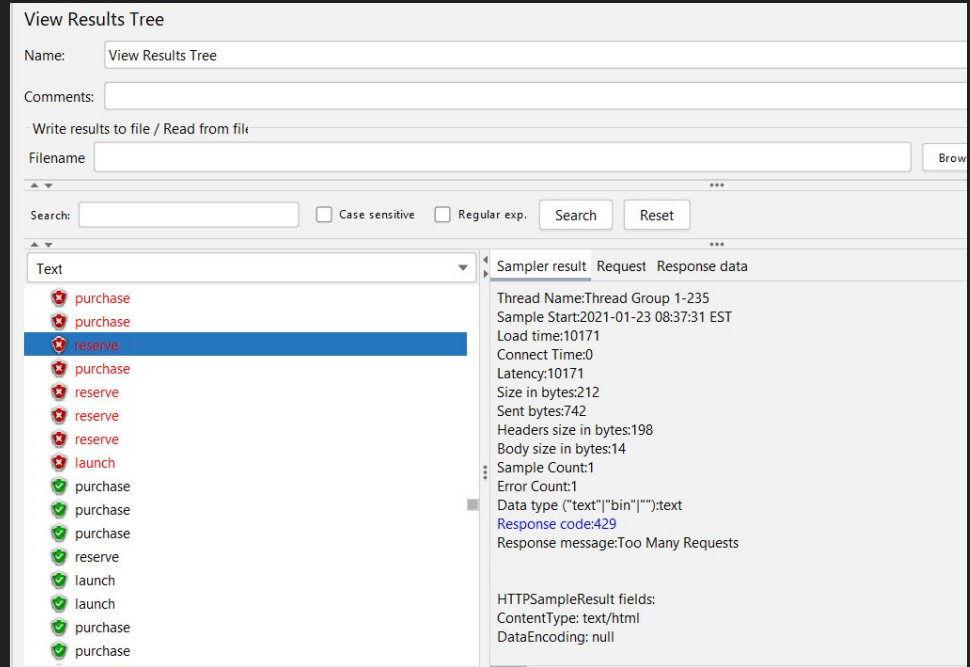 View Results Tree
Name: View Results Tree
Comments:
Write results to file / Read from file
Filename
Brow
Search: Case sensitive Regular exp. Search Reset
Text
purchase
purchase
reserve
purchase
reserve
reserve
reserve
launch
purchase
purchase
purchase
reserve
launch
launch
purchase
purchase
Sampler result Request Response data
Thread Name:Thread Group 1-235
Sample Start:2021-01-23 08:37:31 EST
Load time:10171
Connect Time:0
Latency:10171
Size in bytes:212
Sent bytes:742
Headers size in bytes:198
Body size in bytes:14
Sample Count:1
Error Count:1
Data type ("text"|"bin"|""):text
Response code:429
Response message:Too Many Requests
HTTPSampleResult fields:
ContentType: text/html
DataEncoding: null